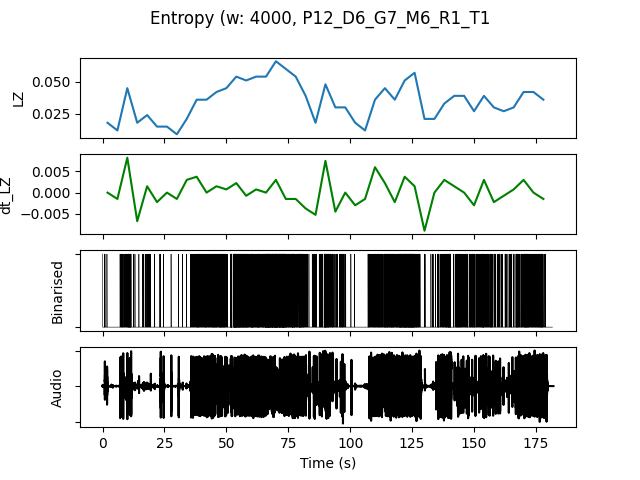 Entropy (w: 4000, P12_D6_G7_M6_R1_T1
0.050
0.025
LZ
0.005
0.000
−0.005
dt_LZ
Binarised
Audio
0 25 50 75 100 125 150 175
Time (s)